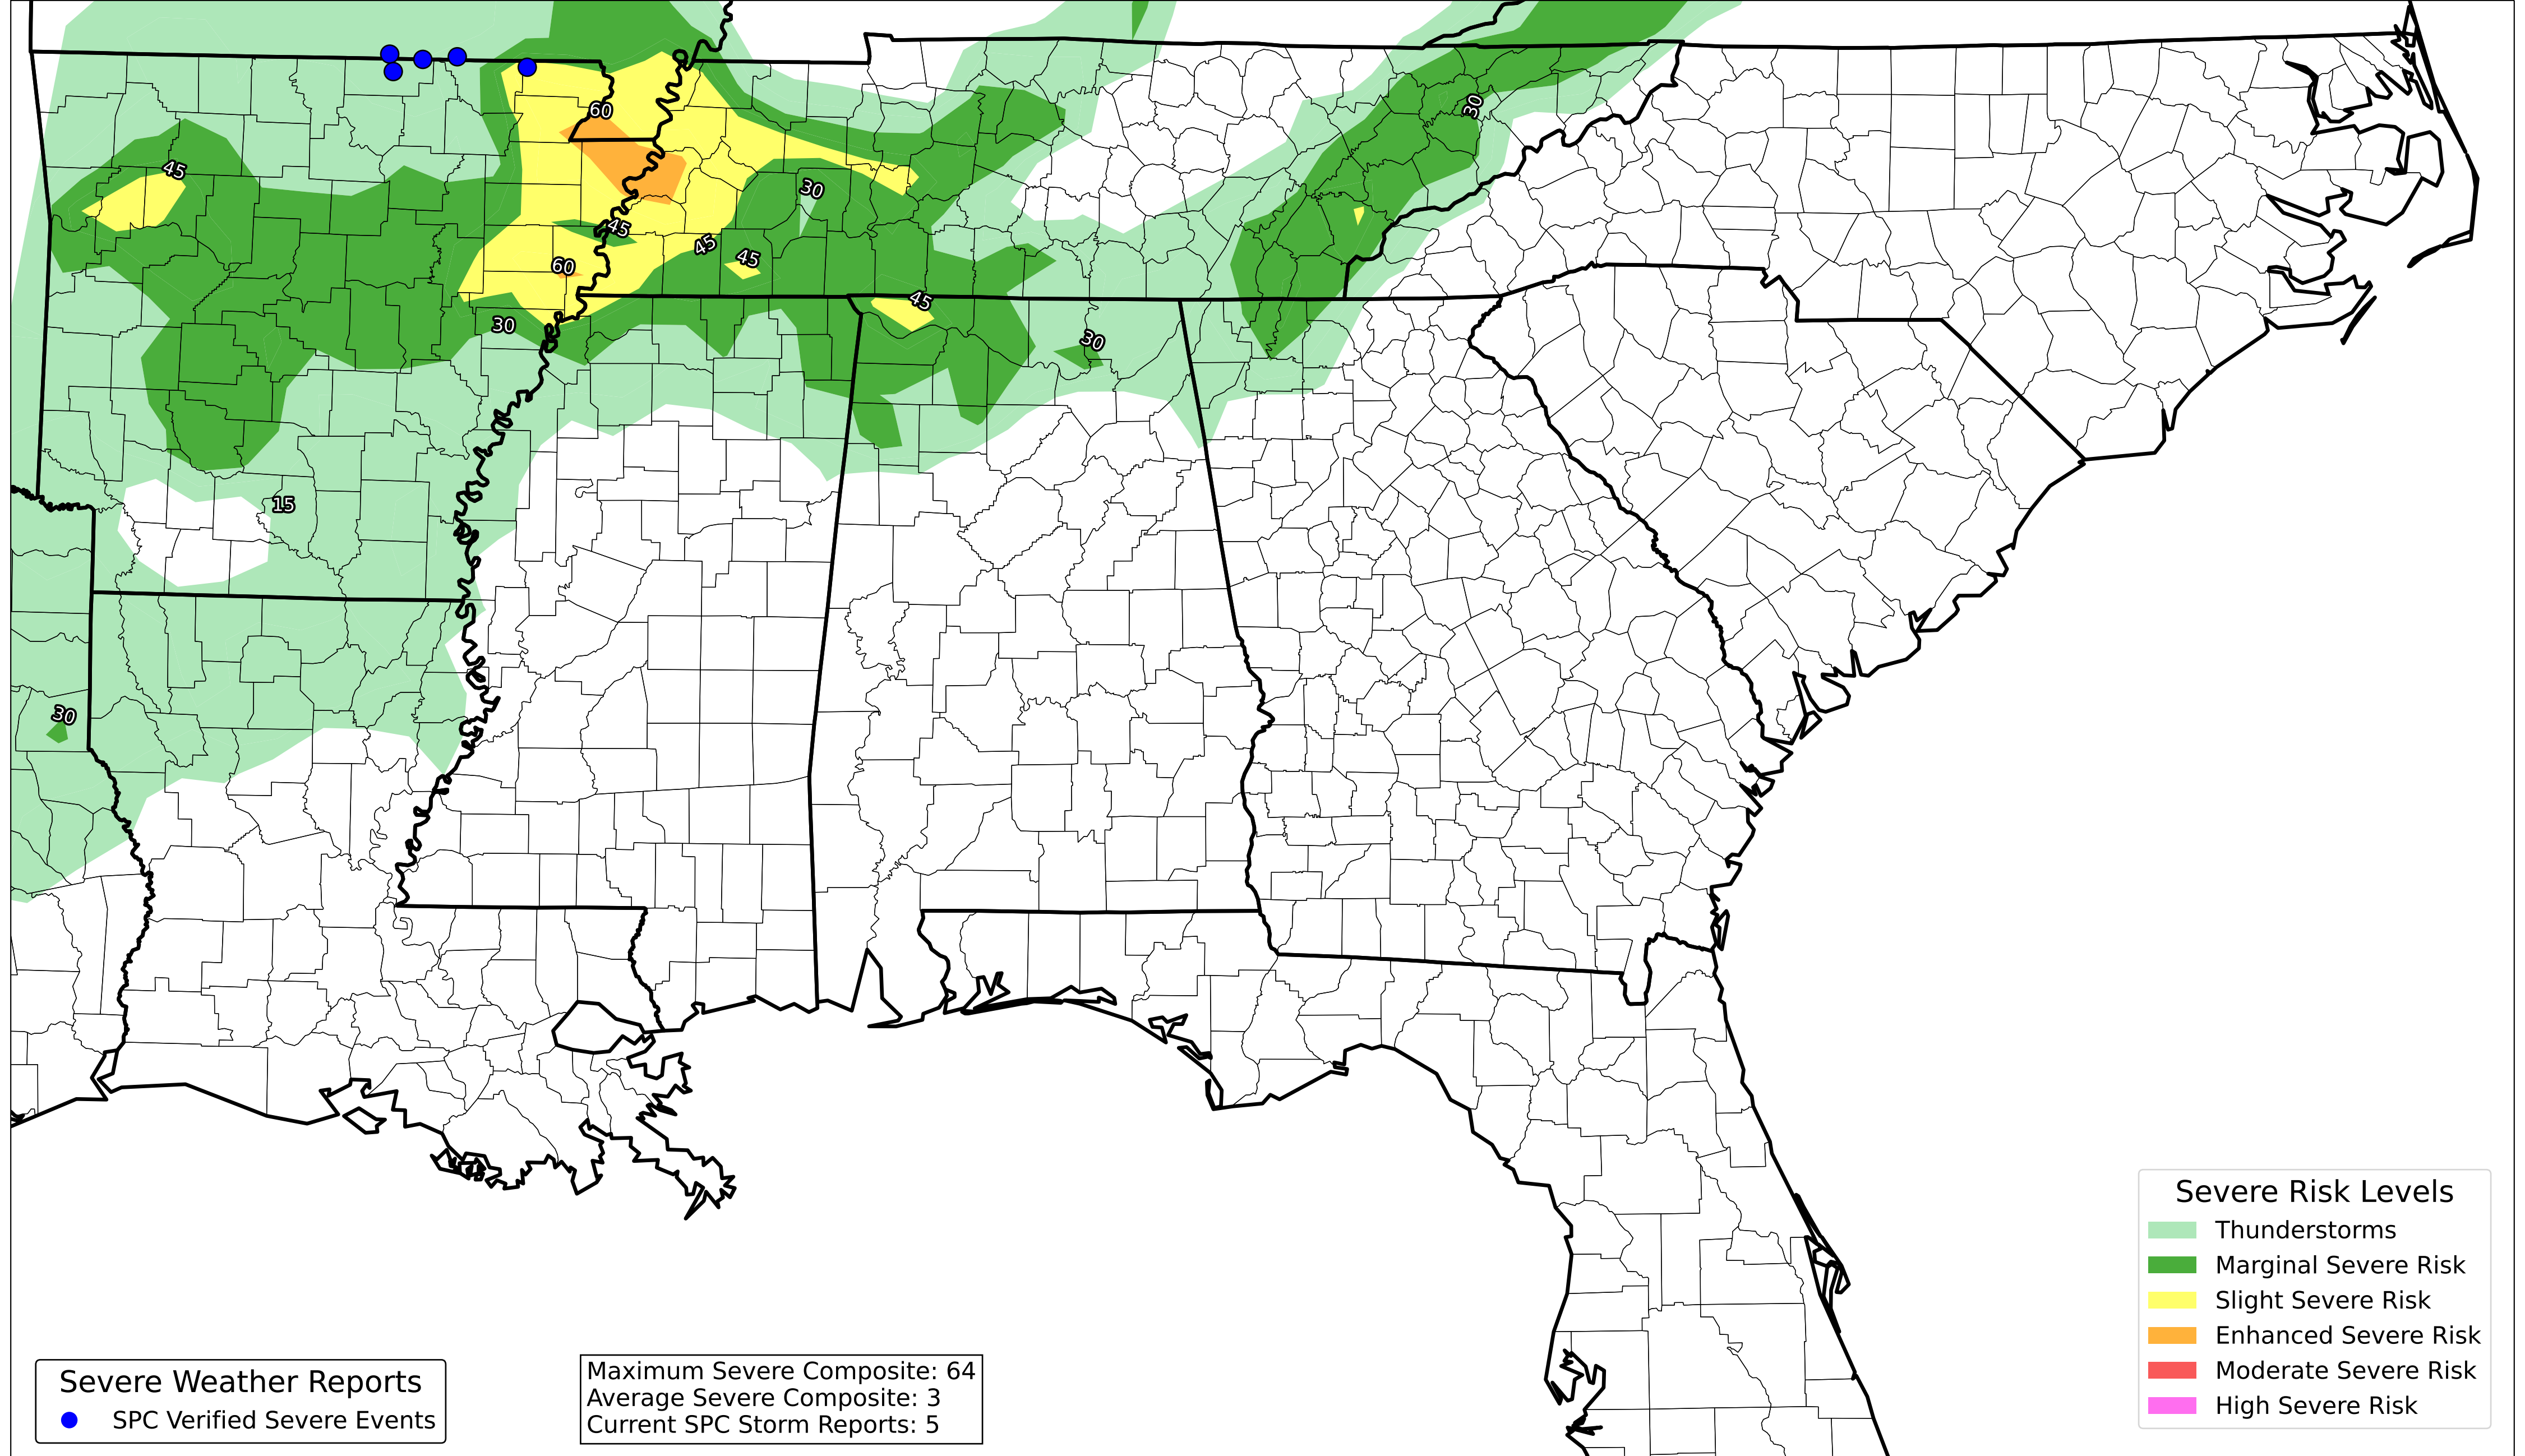 60
30
45
30
45
45
45
60
45
30
30
15
30
Severe Risk Levels
Thunderstorms
Marginal Severe Risk
Slight Severe Risk
Enhanced Severe Risk
Moderate Severe Risk
High Severe Risk
Severe Weather Reports
SPC Verified Severe Events
Maximum Severe Composite: 64
Average Severe Composite: 3
Current SPC Storm Reports: 5